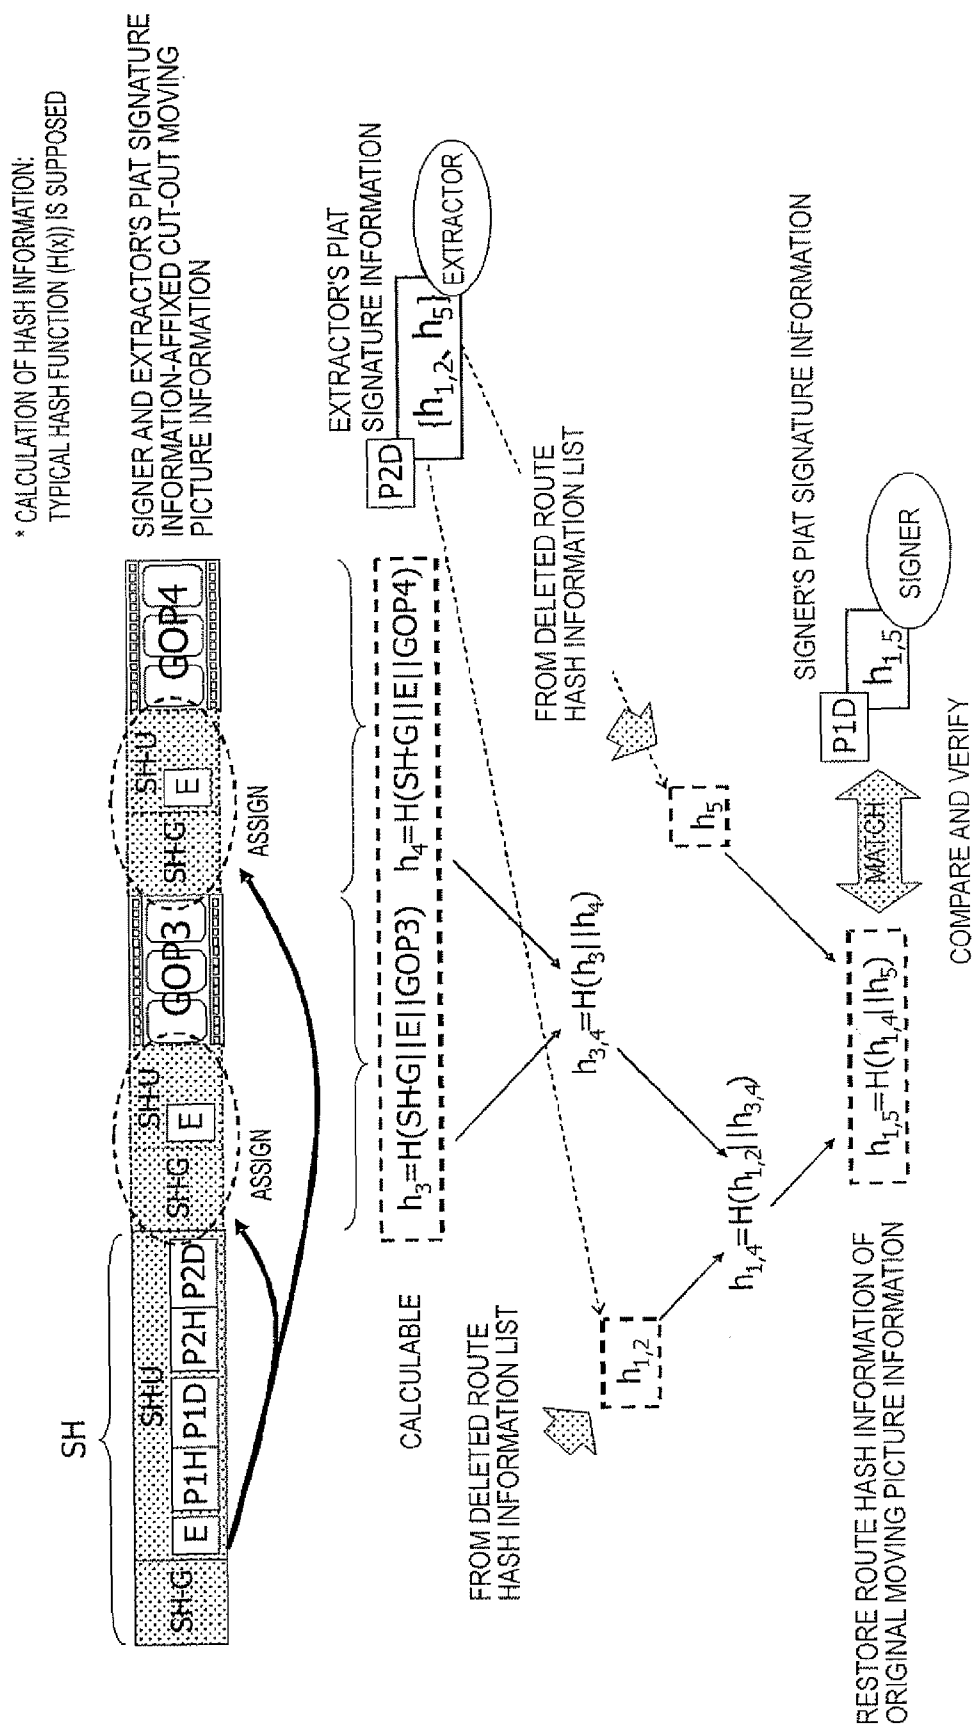 * CALCULATION OF HASH INFORMATION:
TYPICAL HASH FUNCTION (H(x)) IS SUPPOSED
SIGNER AND EXTRACTOR'S PIAT SIGNATURE
INFORMATION-AFFIXED CUT-OUT MOVING
PICTURE INFORMATION
SH
SH-G
SH-U
E
P1H
P1D
P2H
P2D
SH-G
SH-U
E
GOP3
SH-G
SH-U
E
GOP4
ASSIGN
ASSIGN
CALCULABLE
h3=H(SH-G||E||GOP3)
h4=H(SH-G||E||GOP4)
EXTRACTOR'S PIAT
SIGNATURE INFORMATION
P2D
{h1,2、h5}
EXTRACTOR
FROM DELETED ROUTE
HASH INFORMATION LIST
FROM DELETED ROUTE
HASH INFORMATION LIST
h1,2
h3,4=H(h3||h4)
h5
h1,4=H(h1,2||h3,4)
SIGNER'S PIAT SIGNATURE INFORMATION
RESTORE ROUTE HASH INFORMATION OF
ORIGINAL MOVING PICTURE INFORMATION
h1,5=H(h1,4||h5)
MATCH
P1D
h1,5
SIGNER
COMPARE AND VERIFY